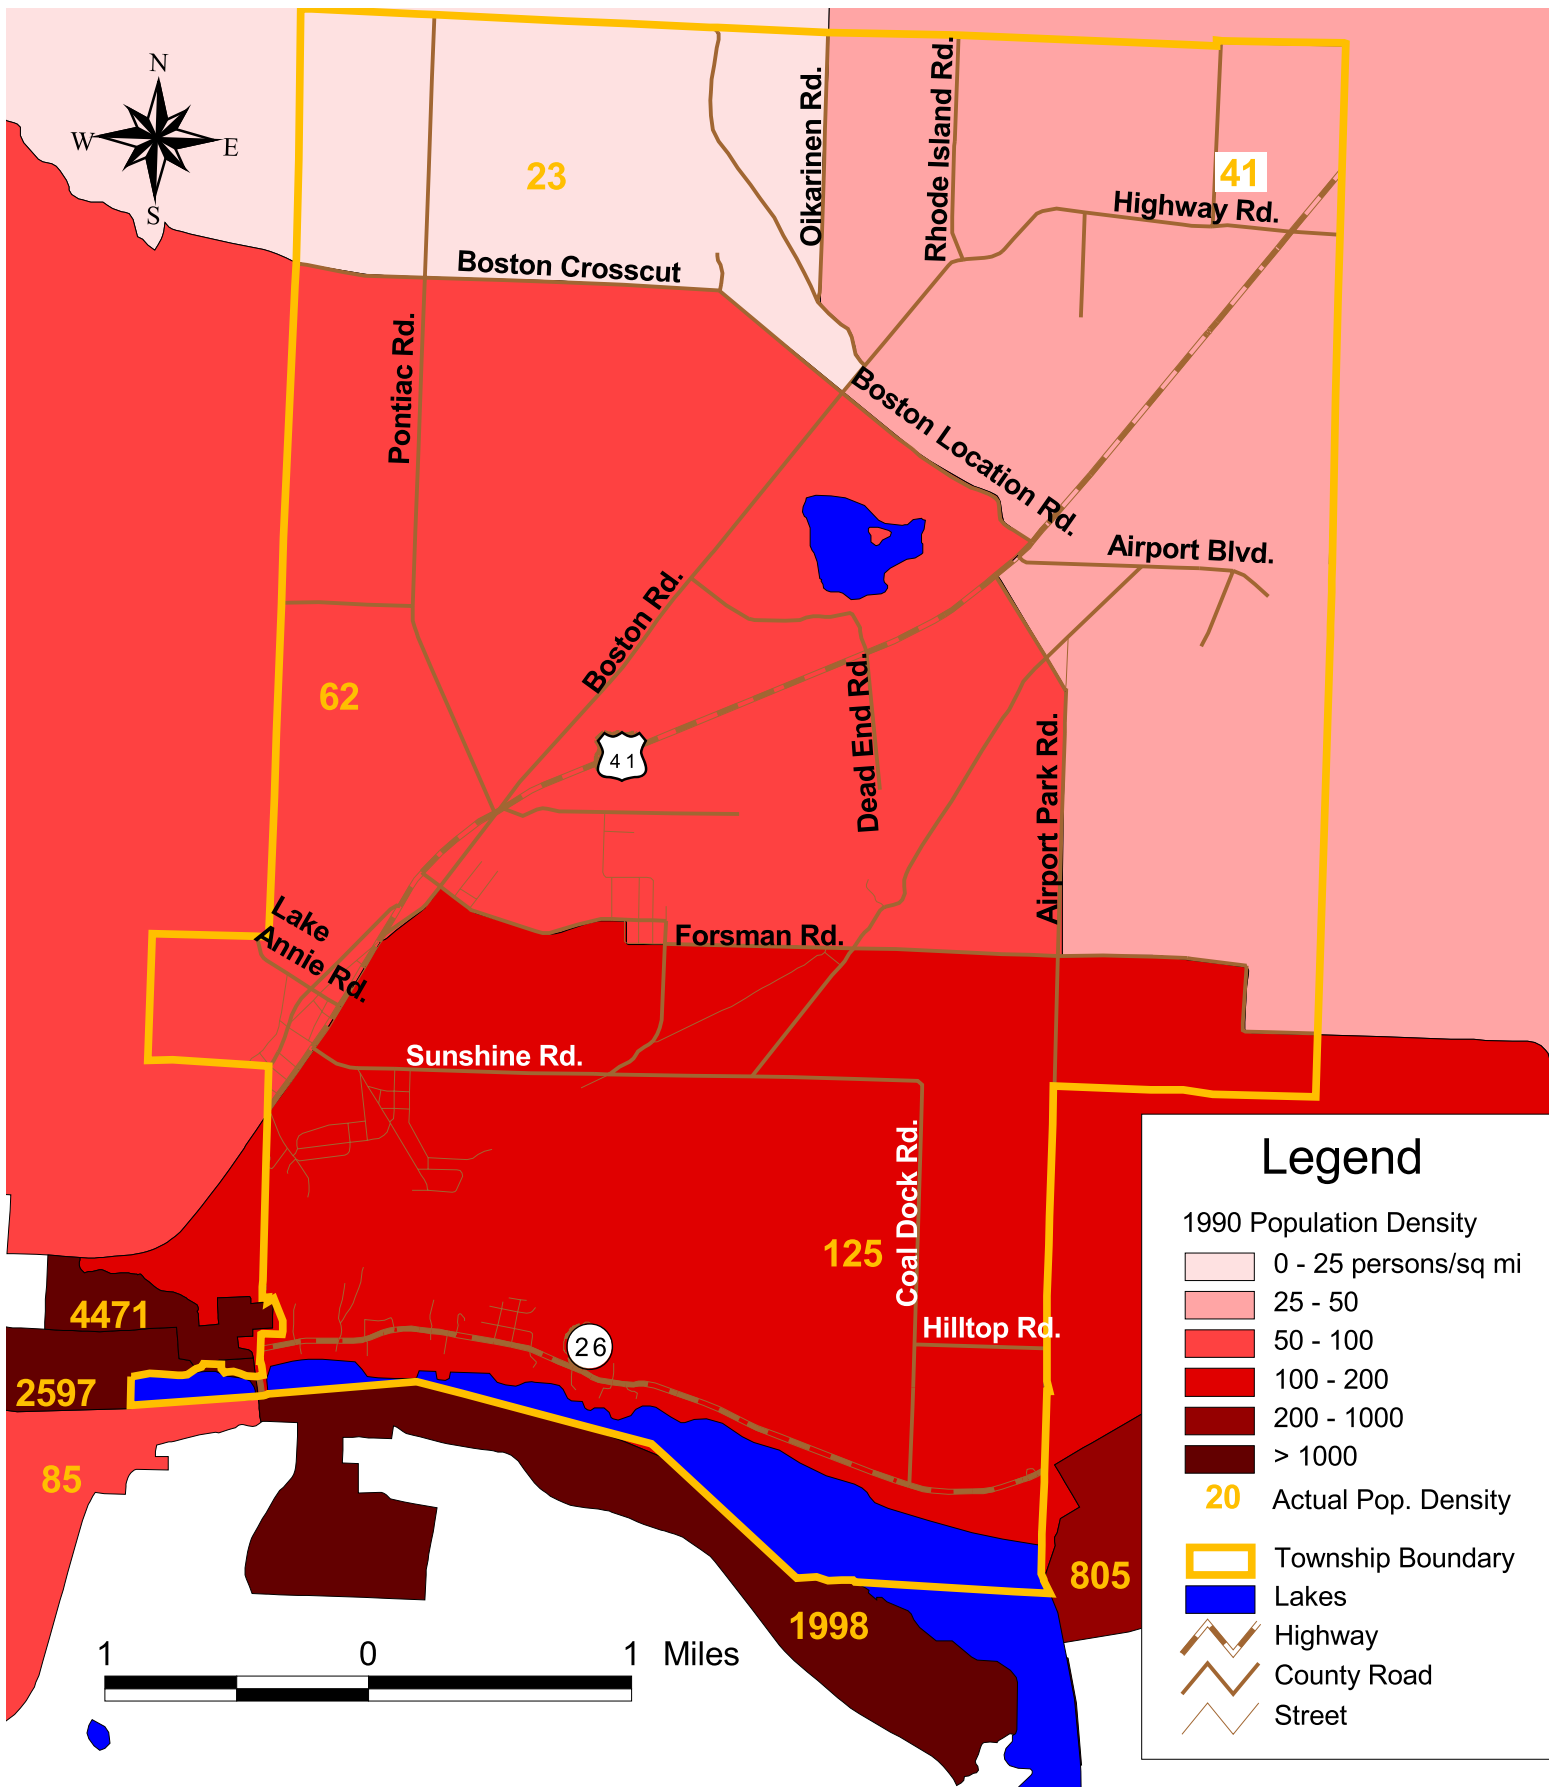 N
W
E
S
23
Oikarinen Rd.
Rhode Island Rd.
41
Highway Rd.
Boston Crosscut
Pontiac Rd.
Boston Location Rd.
Airport Blvd.
Boston Rd.
62
41
Dead End Rd.
Airport Park Rd.
Lake
Annie Rd.
Forsman Rd.
Sunshine Rd.
Coal Dock Rd.
125
4471
Hilltop Rd.
26
2597
85
805
1998
1 0 1 Miles
Legend
1990 Population Density
0 - 25 persons/sq mi
25 - 50
50 - 100
100 - 200
200 - 1000
> 1000
20 Actual Pop. Density
Township Boundary
Lakes
Highway
County Road
Street